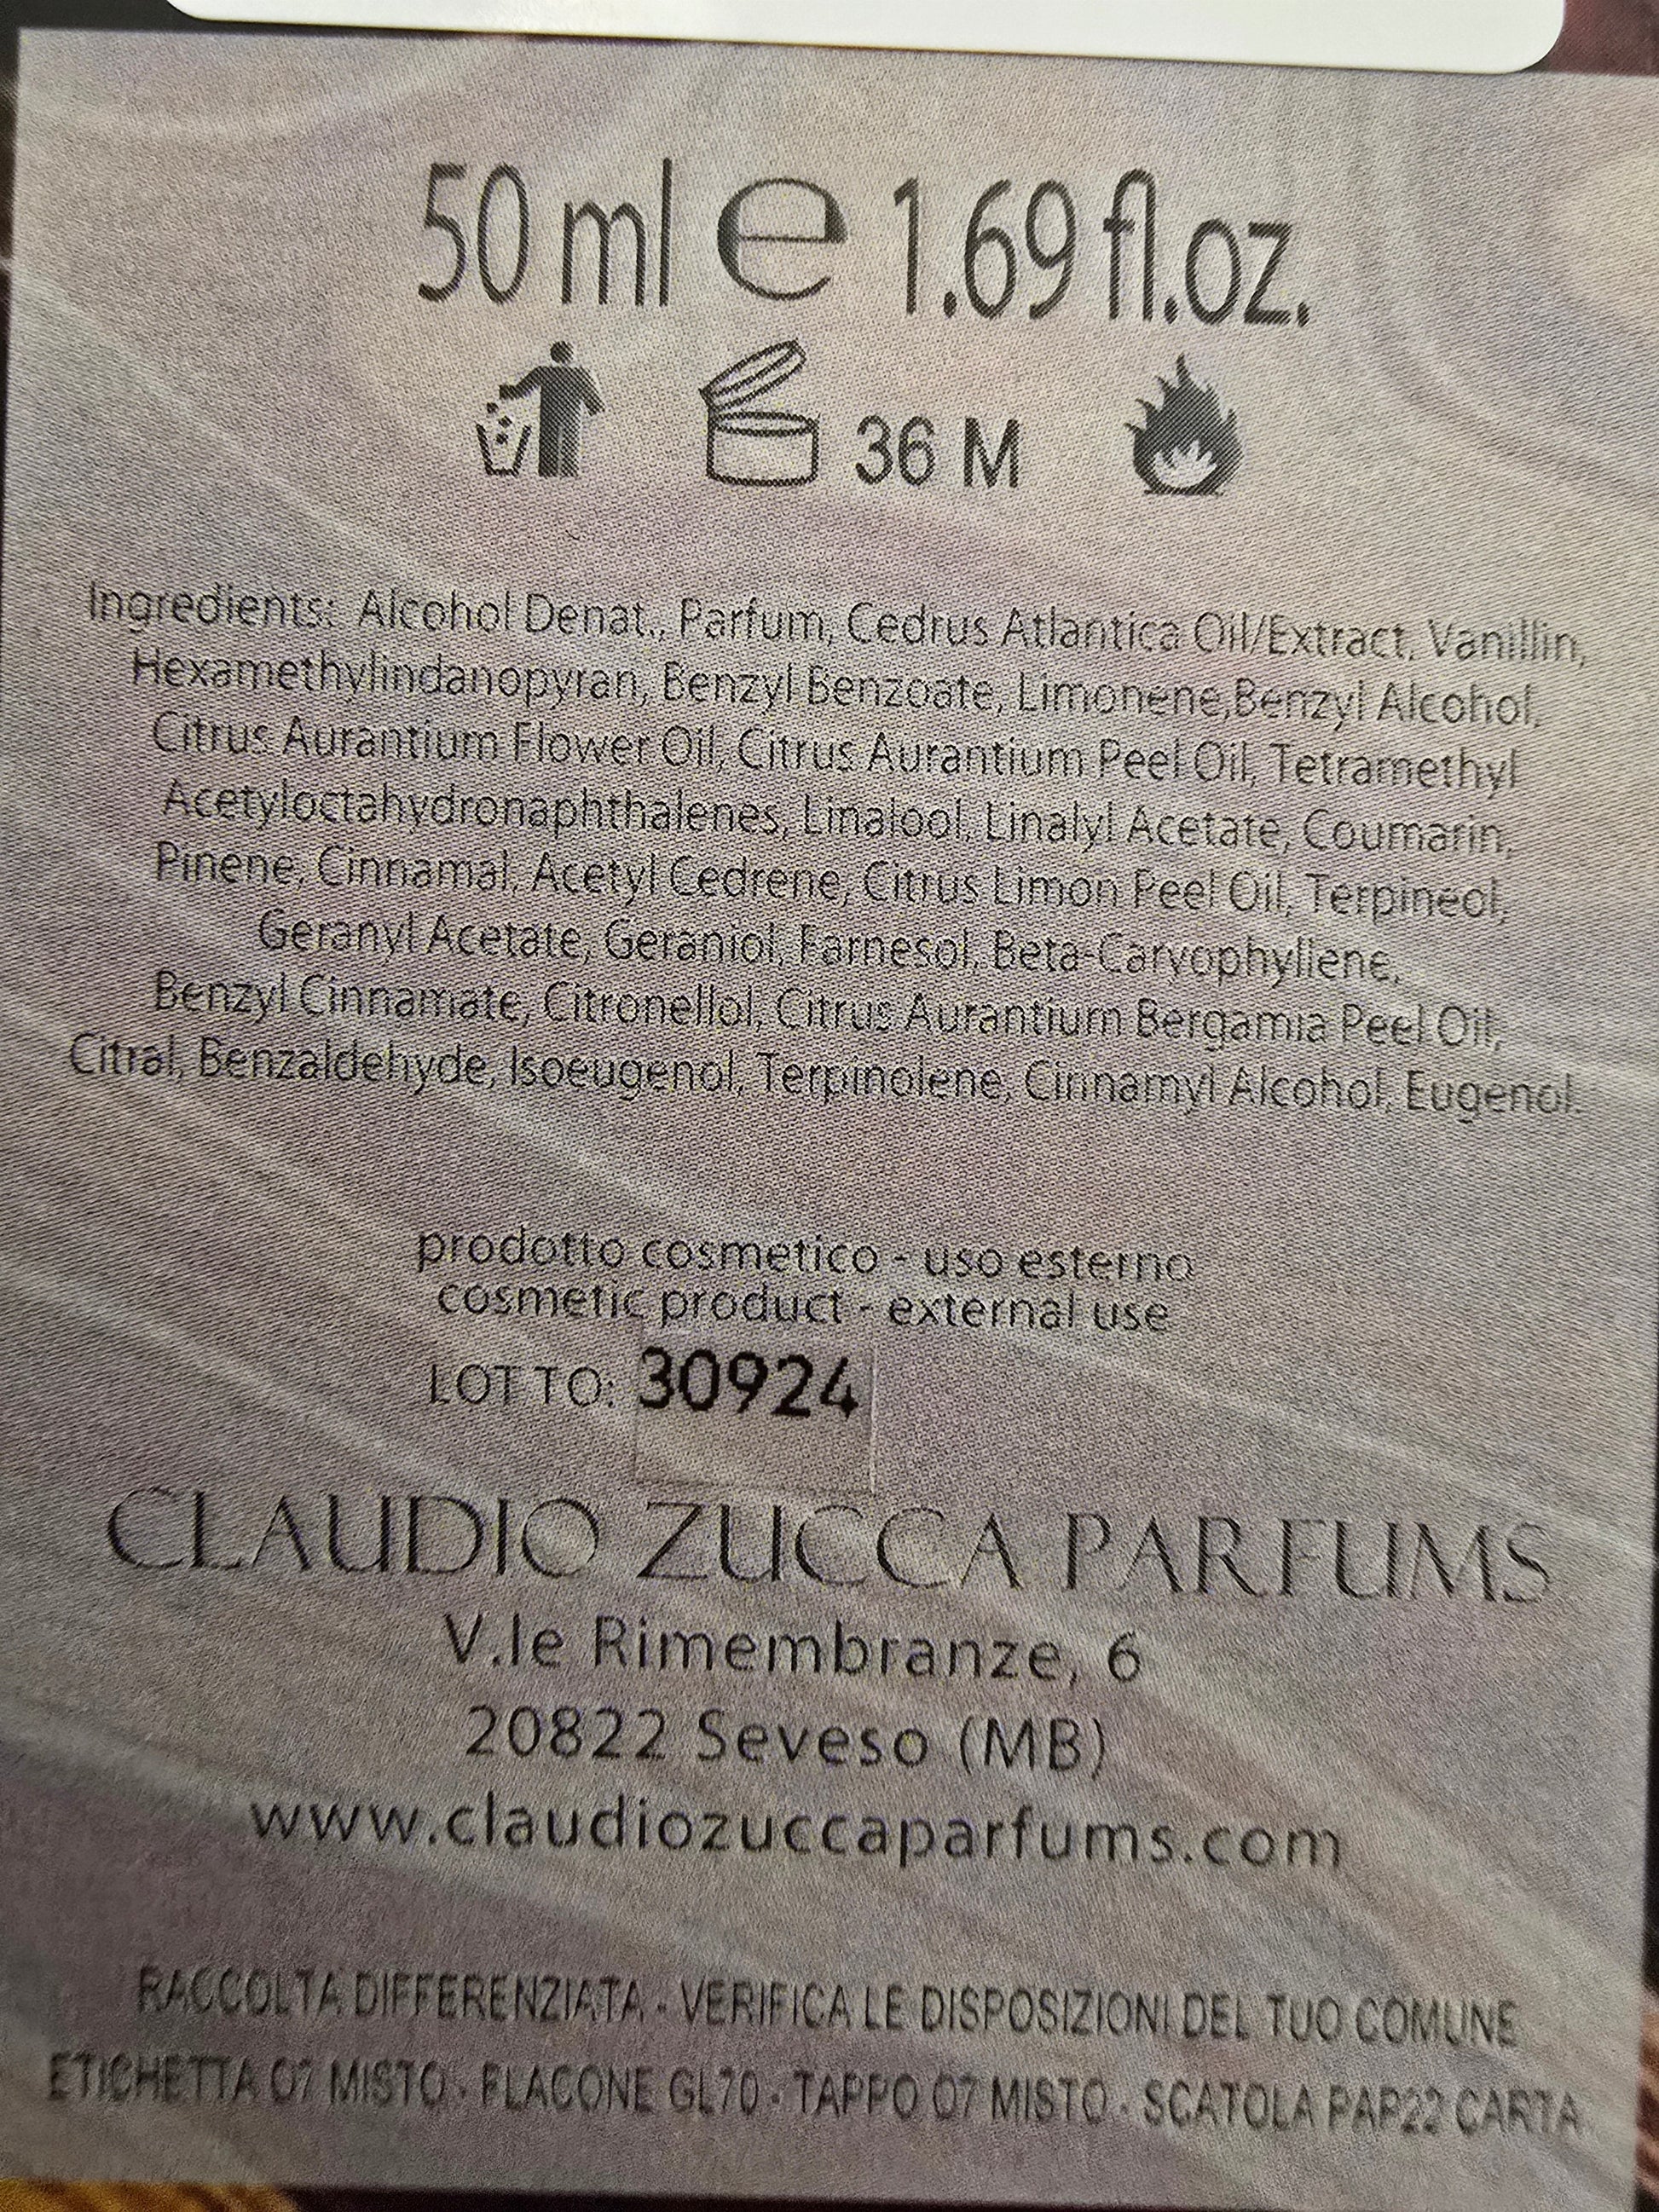 50 ml e 1.69 fl.oz.
36 M
Ingredients: Alcohol Denat., Parfum, Cedrus Atlantica Oil/Extract, Vanillin,
Hexamethylindanopyran, Benzyl Benzoate, Limonene,Benzyl Alcohol,
Citrus Aurantium Flower Oil, Citrus Aurantium Peel Oil, Tetramethyl
Acetyloctahydronaphthalenes, Linalool, Linalyl Acetate, Coumarin,
Pinene, Cinnamal, Acetyl Cedrene, Citrus Limon Peel Oil, Terpineol,
Geranyl Acetate, Geraniol, Farnesol, Beta-Caryophyllene,
Benzyl Cinnamate, Citronellol, Citrus Aurantium Bergamia Peel Oil,
Citral, Benzaldehyde, Isoeugenol, Terpinolene, Cinnamyl Alcohol, Eugenol.
prodotto cosmetico - uso esterno
cosmetic product - external use
LOTTO: 30924
CLAUDIO ZUCCA PARFUMS
V.le Rimembranze, 6
20822 Seveso (MB)
www.claudiozuccaparfums.com
RACCOLTA DIFFERENZIATA - VERIFICA LE DISPOSIZIONI DEL TUO COMUNE
ETICHETTA 07 MISTO - FLACONE GL70 - TAPPO 07 MISTO - SCATOLA PAP22 CARTA